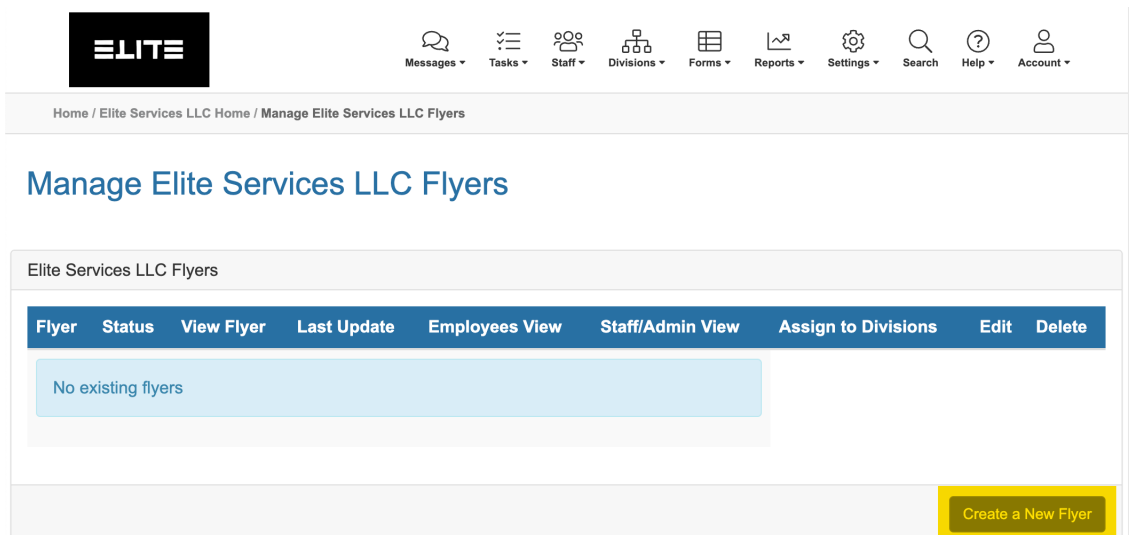 ELITE
Messages Tasks Staff Divisions Forms Reports Settings Search Help Account
Home / Elite Services LLC Home / Manage Elite Services LLC Flyers
Manage Elite Services LLC Flyers
Elite Services LLC Flyers
Flyer Status View Flyer Last Update Employees View Staff/Admin View Assign to Divisions Edit Delete
No existing flyers
Create a New Flyer